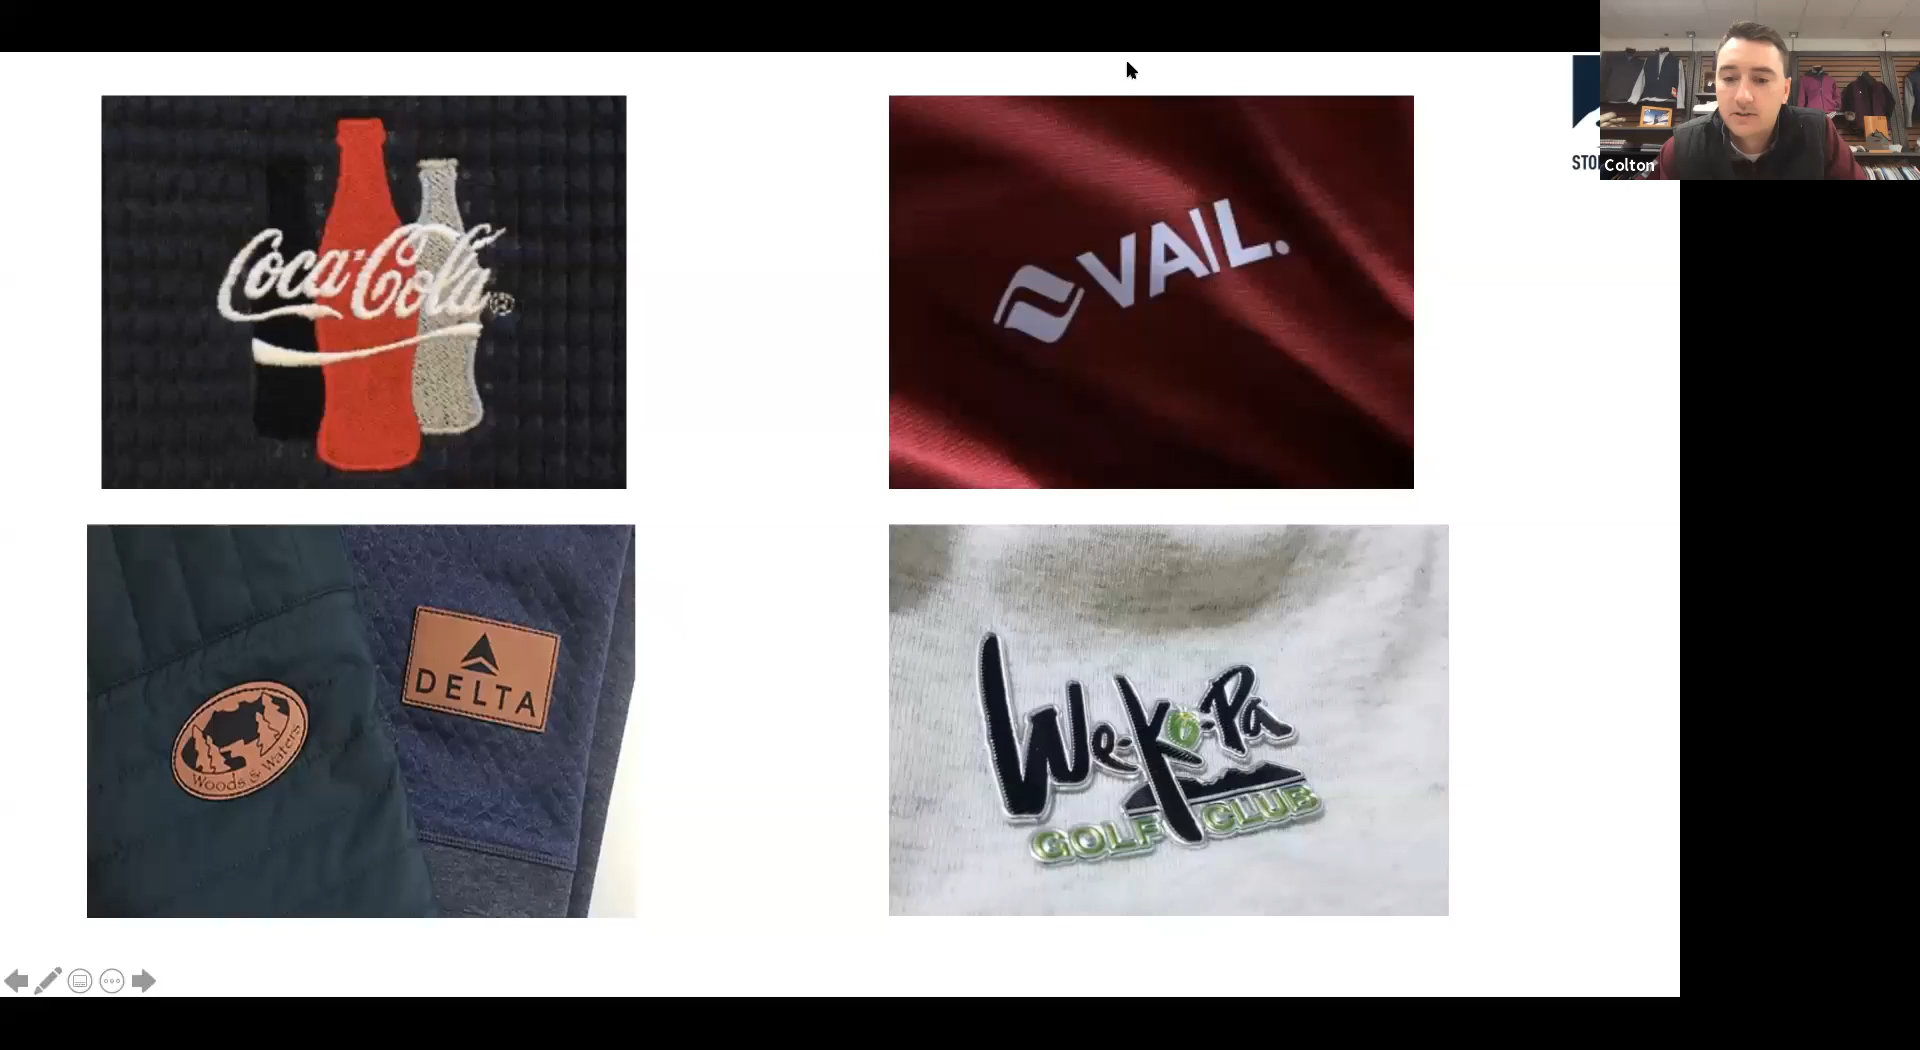 Coca-Cola
®
VAIL.
STO
Colton
DELTA
Woods & Waters
We-Ko-Pa
GOLF CLUB